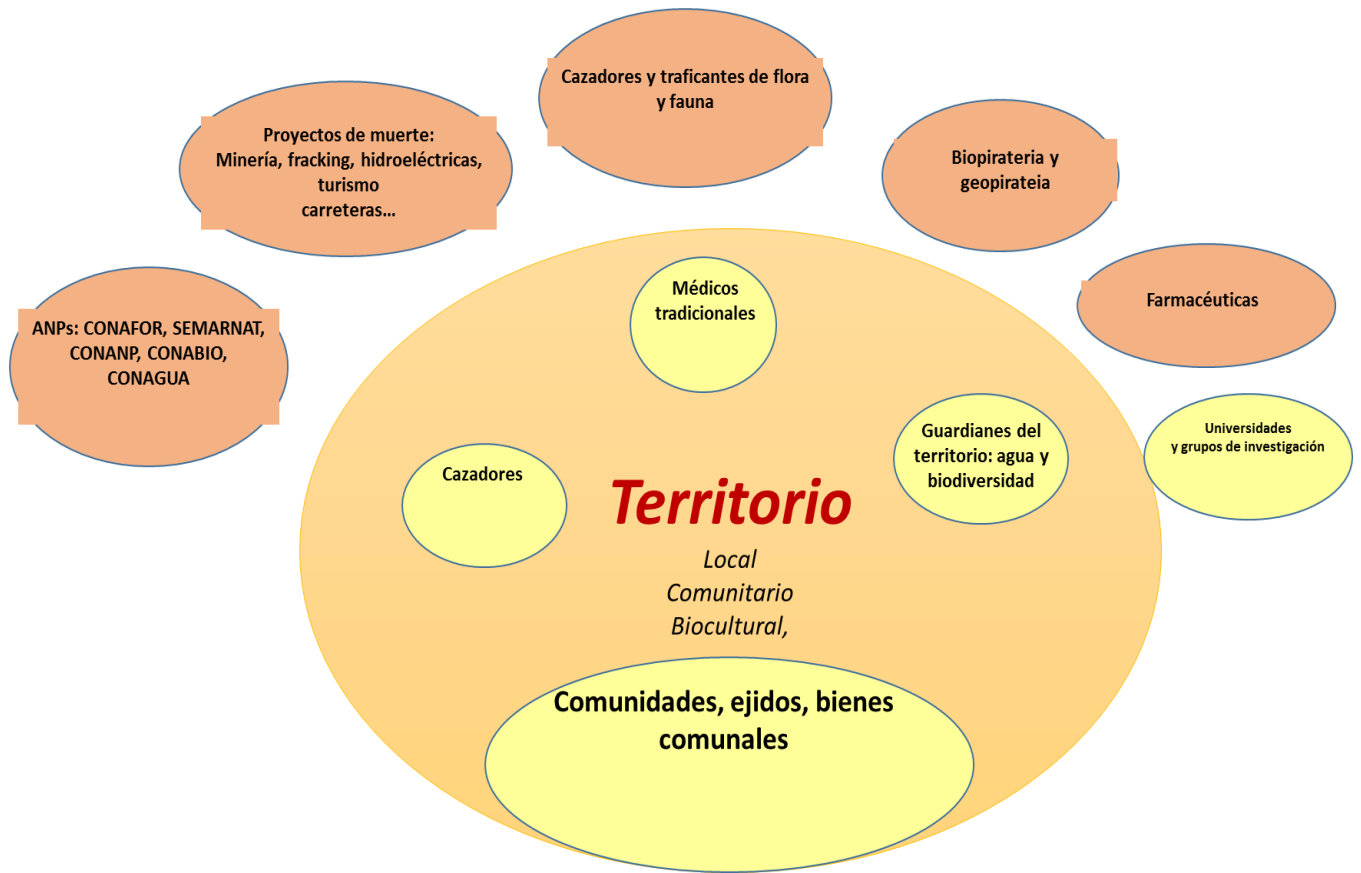 Cazadores y traficantes de flora
y fauna
Proyectos de muerte:
Minería, fracking, hidroeléctricas,
turismo
carreteras…
Biopirateria y
geopirateia
ANPs: CONAFOR, SEMARNAT,
CONANP, CONABIO,
CONAGUA
Médicos
tradicionales
Farmacéuticas
Cazadores
Guardianes del
territorio: agua y
biodiversidad
Universidades
y grupos de investigación
Territorio
Local
Comunitario
Biocultural,
Comunidades, ejidos, bienes
comunales